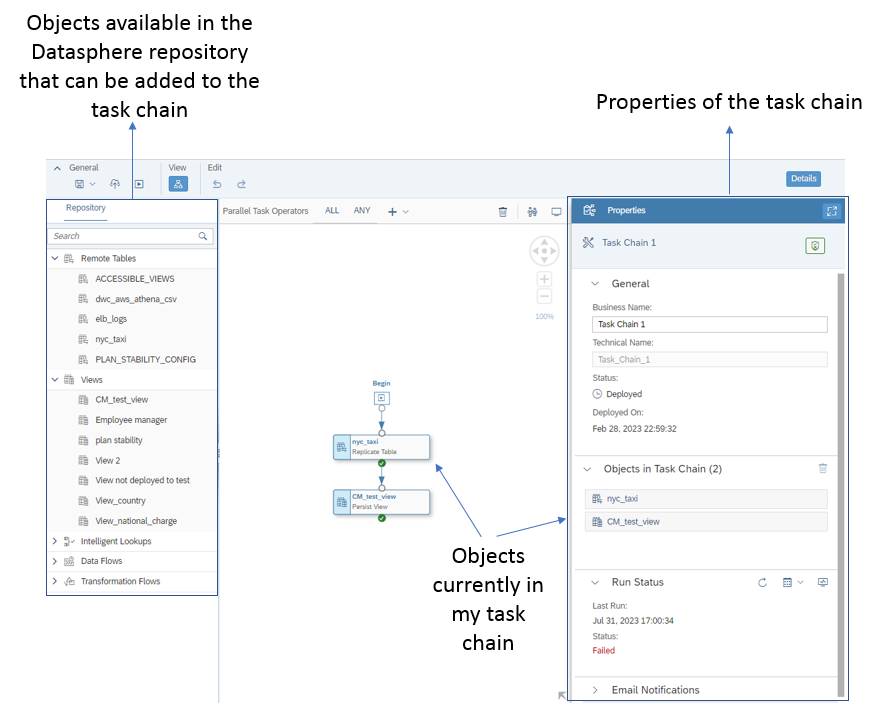 Objects available in the
Datasphere repository
that can be added to the
task chain
Properties of the task chain
General
View
Edit
Details
Repository
Search
Remote Tables
ACCESSIBLE_VIEWS
dwc_aws_athena_csv
elb_logs
nyc_taxi
PLAN_STABILITY_CONFIG
Views
CM_test_view
Employee manager
plan stability
View 2
View not deployed to test
View_country
View_national_charge
Intelligent Lookups
Data Flows
Transformation Flows
Parallel Task Operators ALL ANY
100%
Begin
nyc_taxi
Replicate Table
CM_test_view
Persist View
Objects
currently in
my task
chain
Properties
Task Chain 1
General
Business Name:
Task Chain 1
Technical Name:
Task_Chain_1
Status:
Deployed
Deployed On:
Feb 28, 2023 22:59:32
Objects in Task Chain (2)
nyc_taxi
CM_test_view
Run Status
Last Run:
Jul 31, 2023 17:00:34
Status:
Failed
Email Notifications